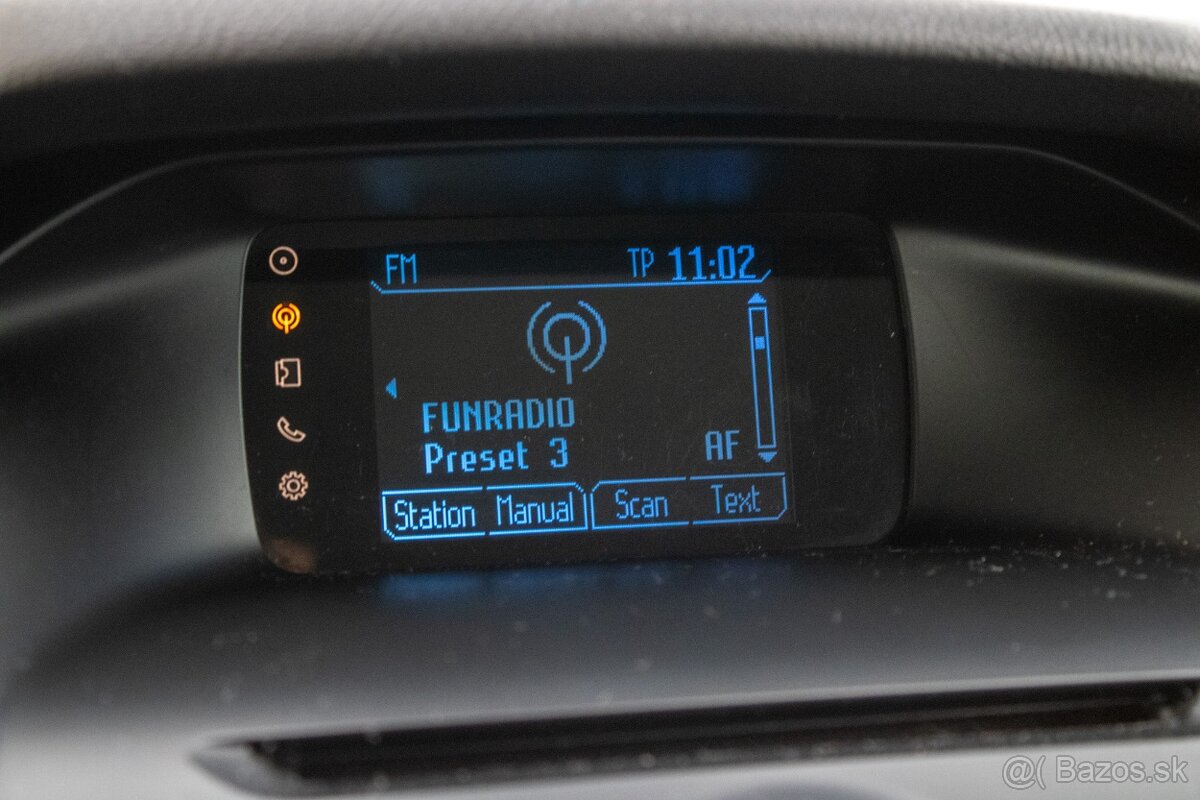 FM TP 11:02
FUNRADIO
Preset 3 AF
Station Manual Scan Text
@( Bazos.sk